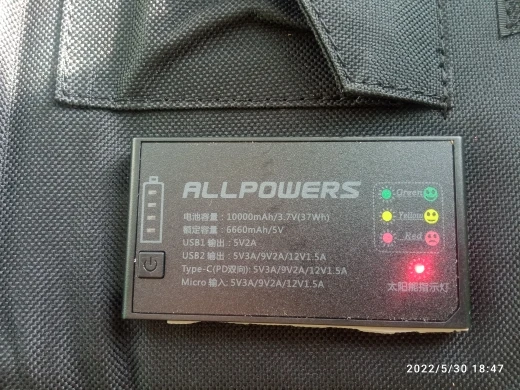 ALLPOWERS
电池容量：10000mAh/3.7V(37Wh)
额定容量：6660mAh/5V
USB1 输出：5V2A
USB2 输出：5V3A/9V2A/12V1.5A
Type-C(PD双向)：5V3A/9V2A/12V1.5A
Micro 输入：5V3A/9V2A/12V1.5A
Green
Yellow
Red
太阳能指示灯
2022/5/30 18:47